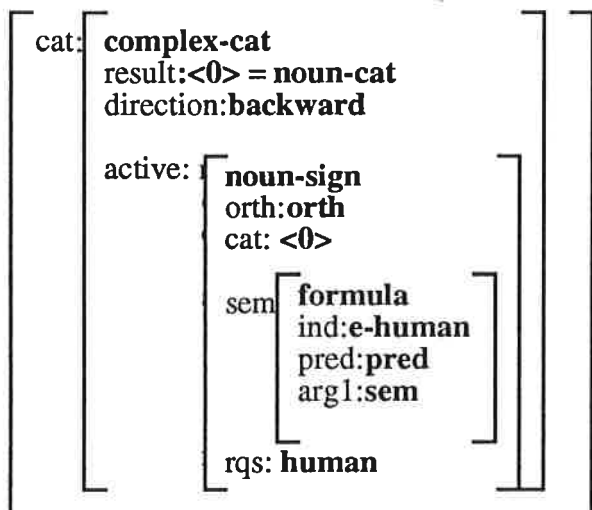 cat: complex-cat
result:<0> = noun-cat
direction:backward
active: noun-sign
orth:orth
cat: <0>
sem formula
ind:e-human
pred:pred
arg1:sem
rqs: human